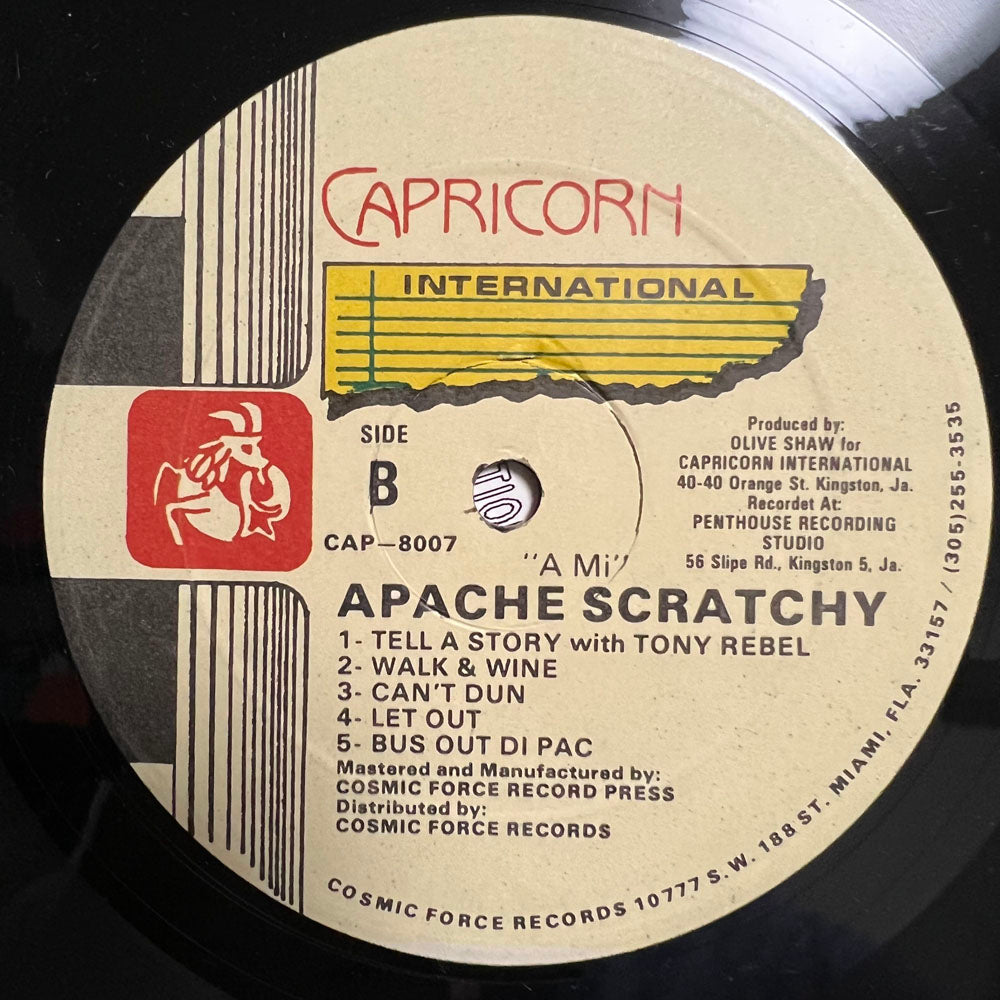 CAPRICORN
INTERNATIONAL
SIDE
B
CAP-8007
Produced by:
OLIVE SHAW for
CAPRICORN INTERNATIONAL
40-40 Orange St. Kingston, Ja.
Recordet At:
PENTHOUSE RECORDING
STUDIO
56 Slipe Rd., Kingston 5, Ja.
"A Mi"
APACHE SCRATCHY
1- TELL A STORY with TONY REBEL
2- WALK & WINE
3- CAN'T DUN
4- LET OUT
5- BUS OUT DI PAC
Mastered and Manufactured by:
COSMIC FORCE RECORD PRESS
Distributed by:
COSMIC FORCE RECORDS
COSMIC FORCE RECORDS 10777 S.W. 188 ST. MIAMI, FLA. 33157 / (305)255-3535